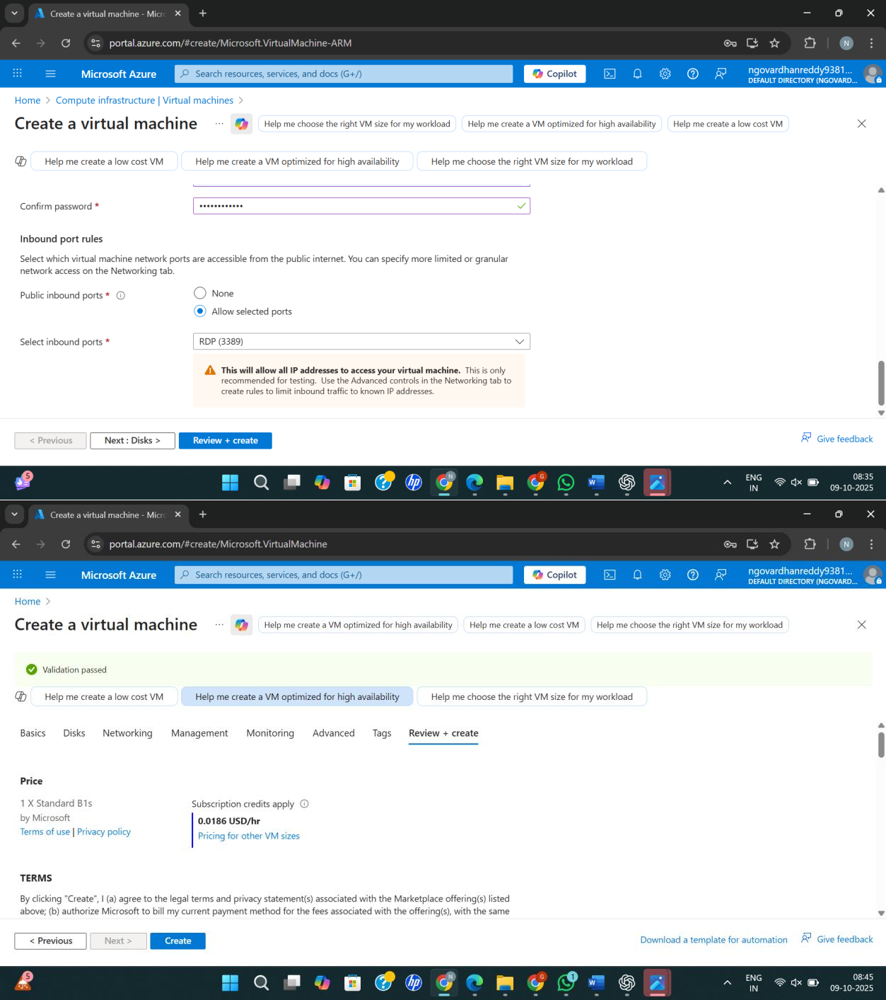 Create a virtual machine - Micr
portal.azure.com/#create/Microsoft.VirtualMachine-ARM
N
Microsoft Azure
Search resources, services, and docs (G+/)
Copilot
ngovardhanreddy9381...
DEFAULT DIRECTORY (NGOVARD...
Home > Compute infrastructure | Virtual machines >
Create a virtual machine ...
Help me choose the right VM size for my workload
Help me create a VM optimized for high availability
Help me create a low cost VM
Help me create a low cost VM
Help me create a VM optimized for high availability
Help me choose the right VM size for my workload
Confirm password *
••••••••••••
Inbound port rules
Select which virtual machine network ports are accessible from the public internet. You can specify more limited or granular
network access on the Networking tab.
Public inbound ports *
None
Allow selected ports
Select inbound ports *
RDP (3389)
This will allow all IP addresses to access your virtual machine. This is only
recommended for testing. Use the Advanced controls in the Networking tab to
create rules to limit inbound traffic to known IP addresses.
< Previous
Next : Disks >
Review + create
Give feedback
5
hp
N
G
W
ENG
IN
08:35
09-10-2025
Create a virtual machine - Micr
portal.azure.com/#create/Microsoft.VirtualMachine
N
Microsoft Azure
Search resources, services, and docs (G+/)
Copilot
ngovardhanreddy9381...
DEFAULT DIRECTORY (NGOVARD...
Home >
Create a virtual machine ...
Help me create a VM optimized for high availability
Help me create a low cost VM
Help me choose the right VM size for my workload
Validation passed
Help me create a low cost VM
Help me create a VM optimized for high availability
Help me choose the right VM size for my workload
Basics Disks Networking Management Monitoring Advanced Tags Review + create
Price
1 X Standard B1s
by Microsoft
Terms of use | Privacy policy
Subscription credits apply
0.0186 USD/hr
Pricing for other VM sizes
TERMS
By clicking "Create", I (a) agree to the legal terms and privacy statement(s) associated with the Marketplace offering(s) listed
above; (b) authorize Microsoft to bill my current payment method for the fees associated with the offering(s), with the same
< Previous
Next >
Create
Download a template for automation
Give feedback
5
hp
N
G
1
W
ENG
IN
08:45
09-10-2025